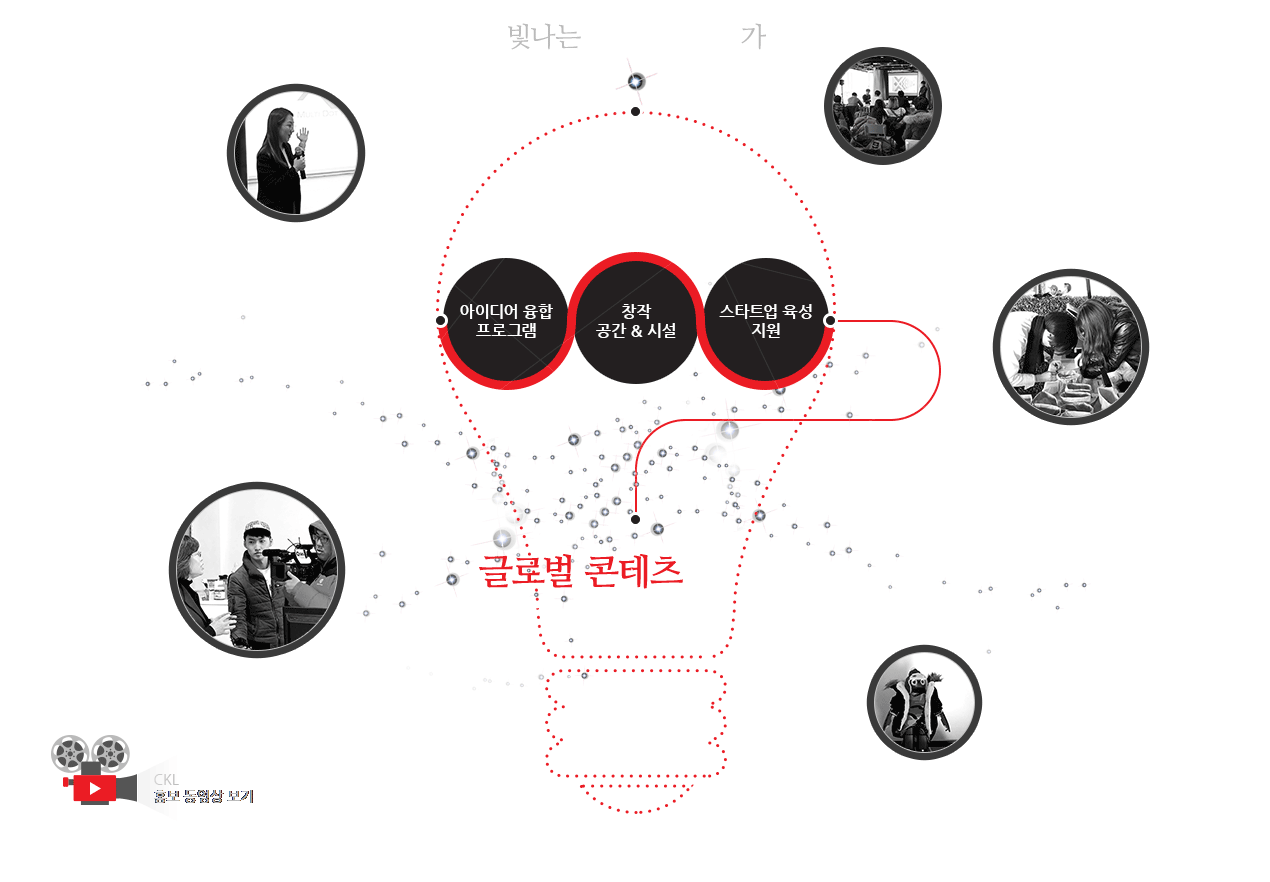 빛나는 가
아이디어 융합
프로그램
창작
공간 & 시설
스타트업 육성
지원
글로벌 콘테츠
CKL
홍보 동영상 보기